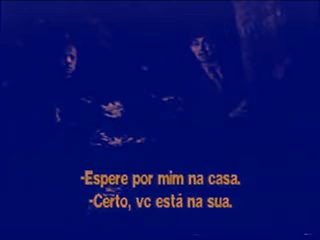 -Espere por mim na casa.
-Certo, vc está na sua.